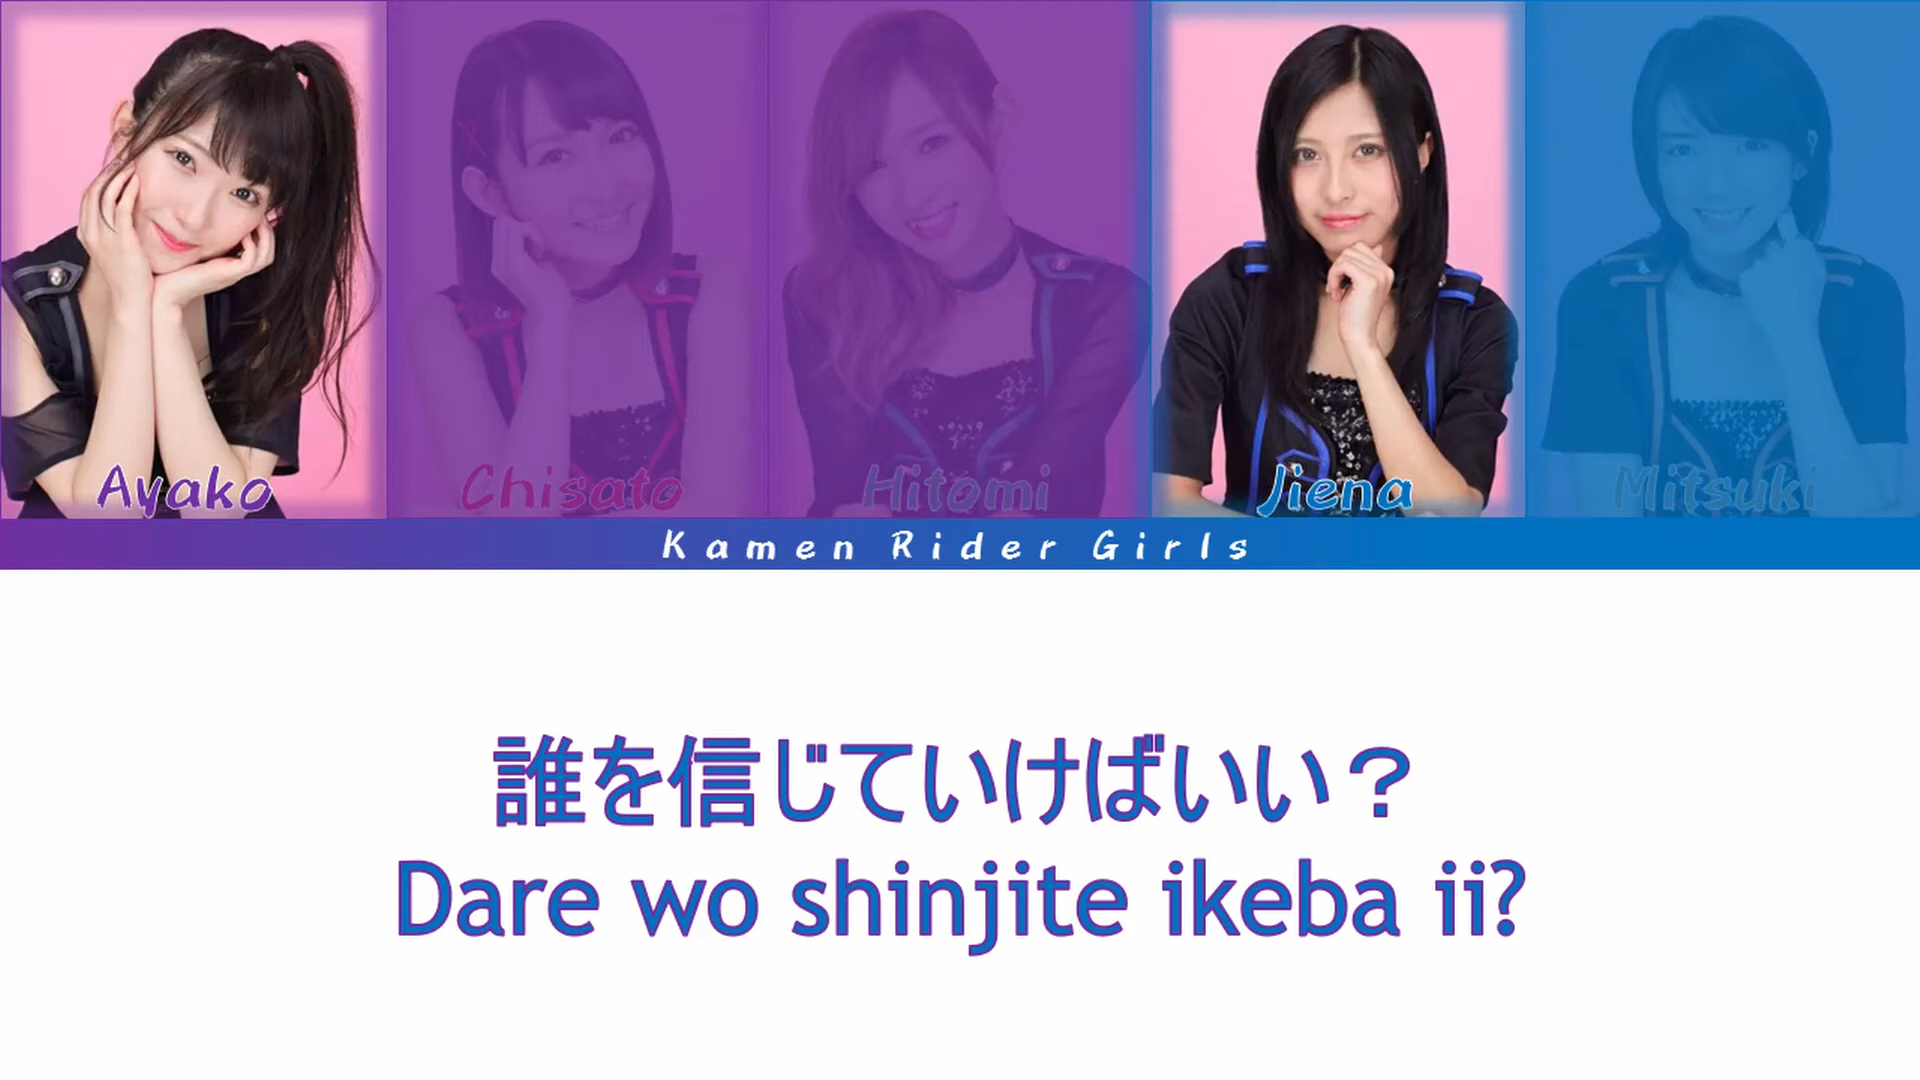 Ayako
Chisato
Hitomi
Jiena
Mitsuki
Kamen Rider Girls
誰を信じていけばいい？
Dare wo shinjite ikeba ii?